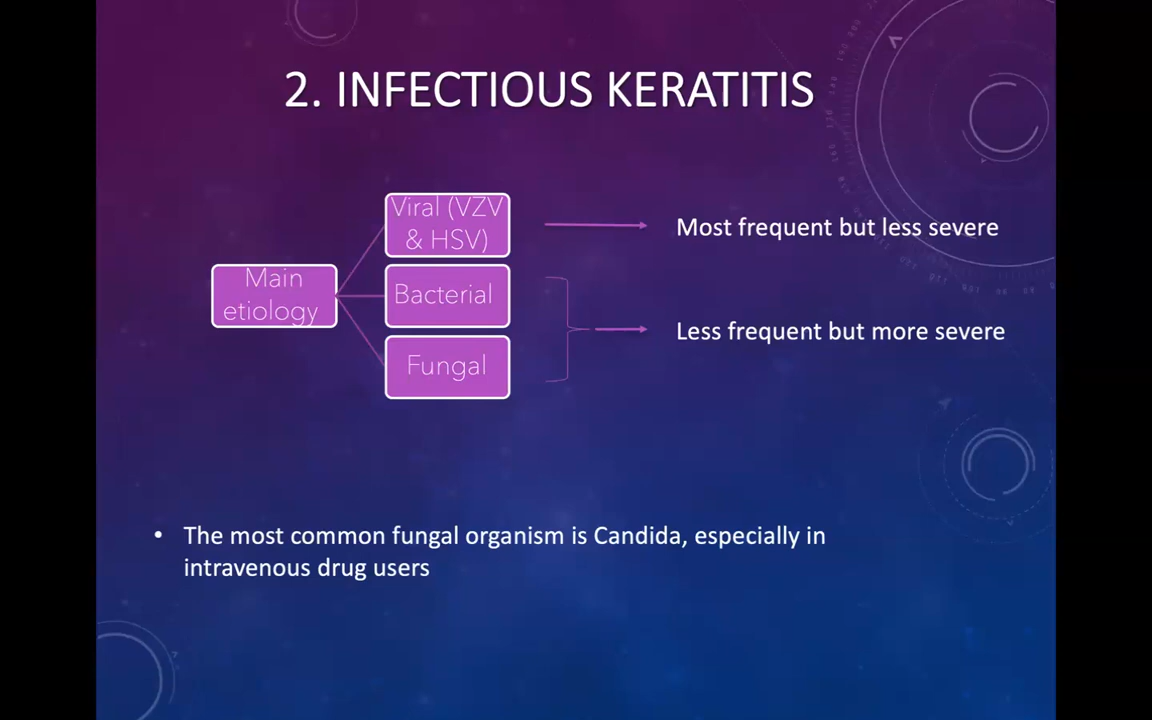 2. INFECTIOUS KERATITIS
Viral (VZV
& HSV)
Most frequent but less severe
Main
etiology
Bacterial
Less frequent but more severe
Fungal
• The most common fungal organism is Candida, especially in
intravenous drug users